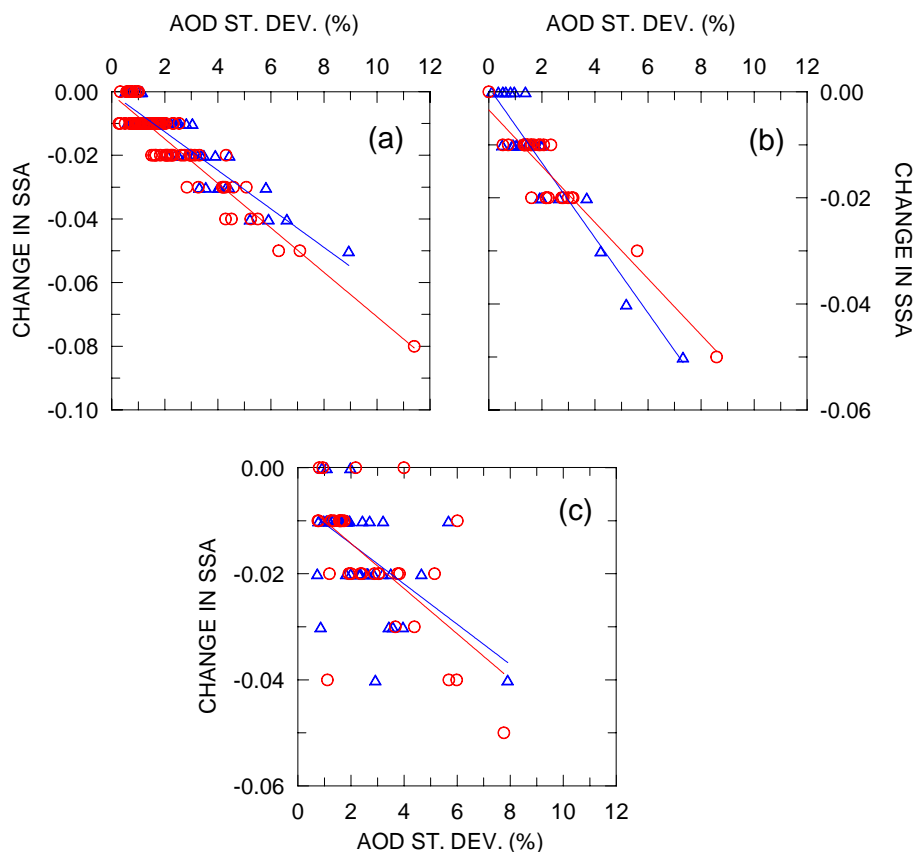 AOD ST. DEV. (%)
AOD ST. DEV. (%)
0 2 4 6 8 10 12
0 2 4 6 8 10 12
0.00
-0.02
-0.04
-0.06
-0.08
-0.10
CHANGE IN SSA
(a)
(b)
0.00
-0.02
-0.04
-0.06
CHANGE IN SSA
0.00
-0.02
-0.04
-0.06
CHANGE IN SSA
(c)
0 2 4 6 8 10 12
AOD ST. DEV. (%)